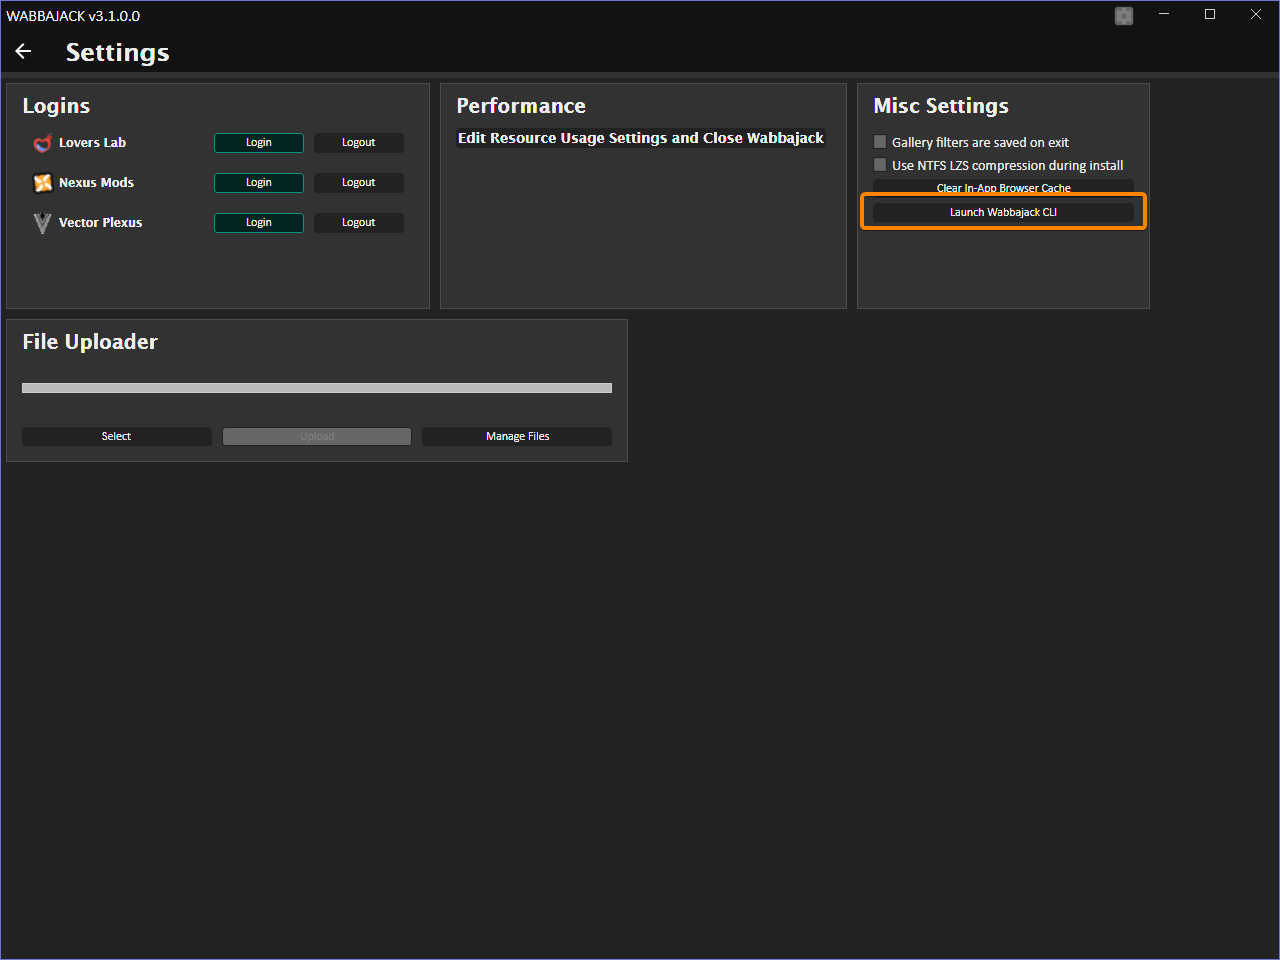 WABBAJACK v3.1.0.0
Settings
Logins
Lovers Lab
Login
Logout
Nexus Mods
Login
Logout
Vector Plexus
Login
Logout
Performance
Edit Resource Usage Settings and Close Wabbajack
Misc Settings
Gallery filters are saved on exit
Use NTFS LZS compression during install
Clear In-App Browser Cache
Launch Wabbajack CLI
File Uploader
Select
Upload
Manage Files